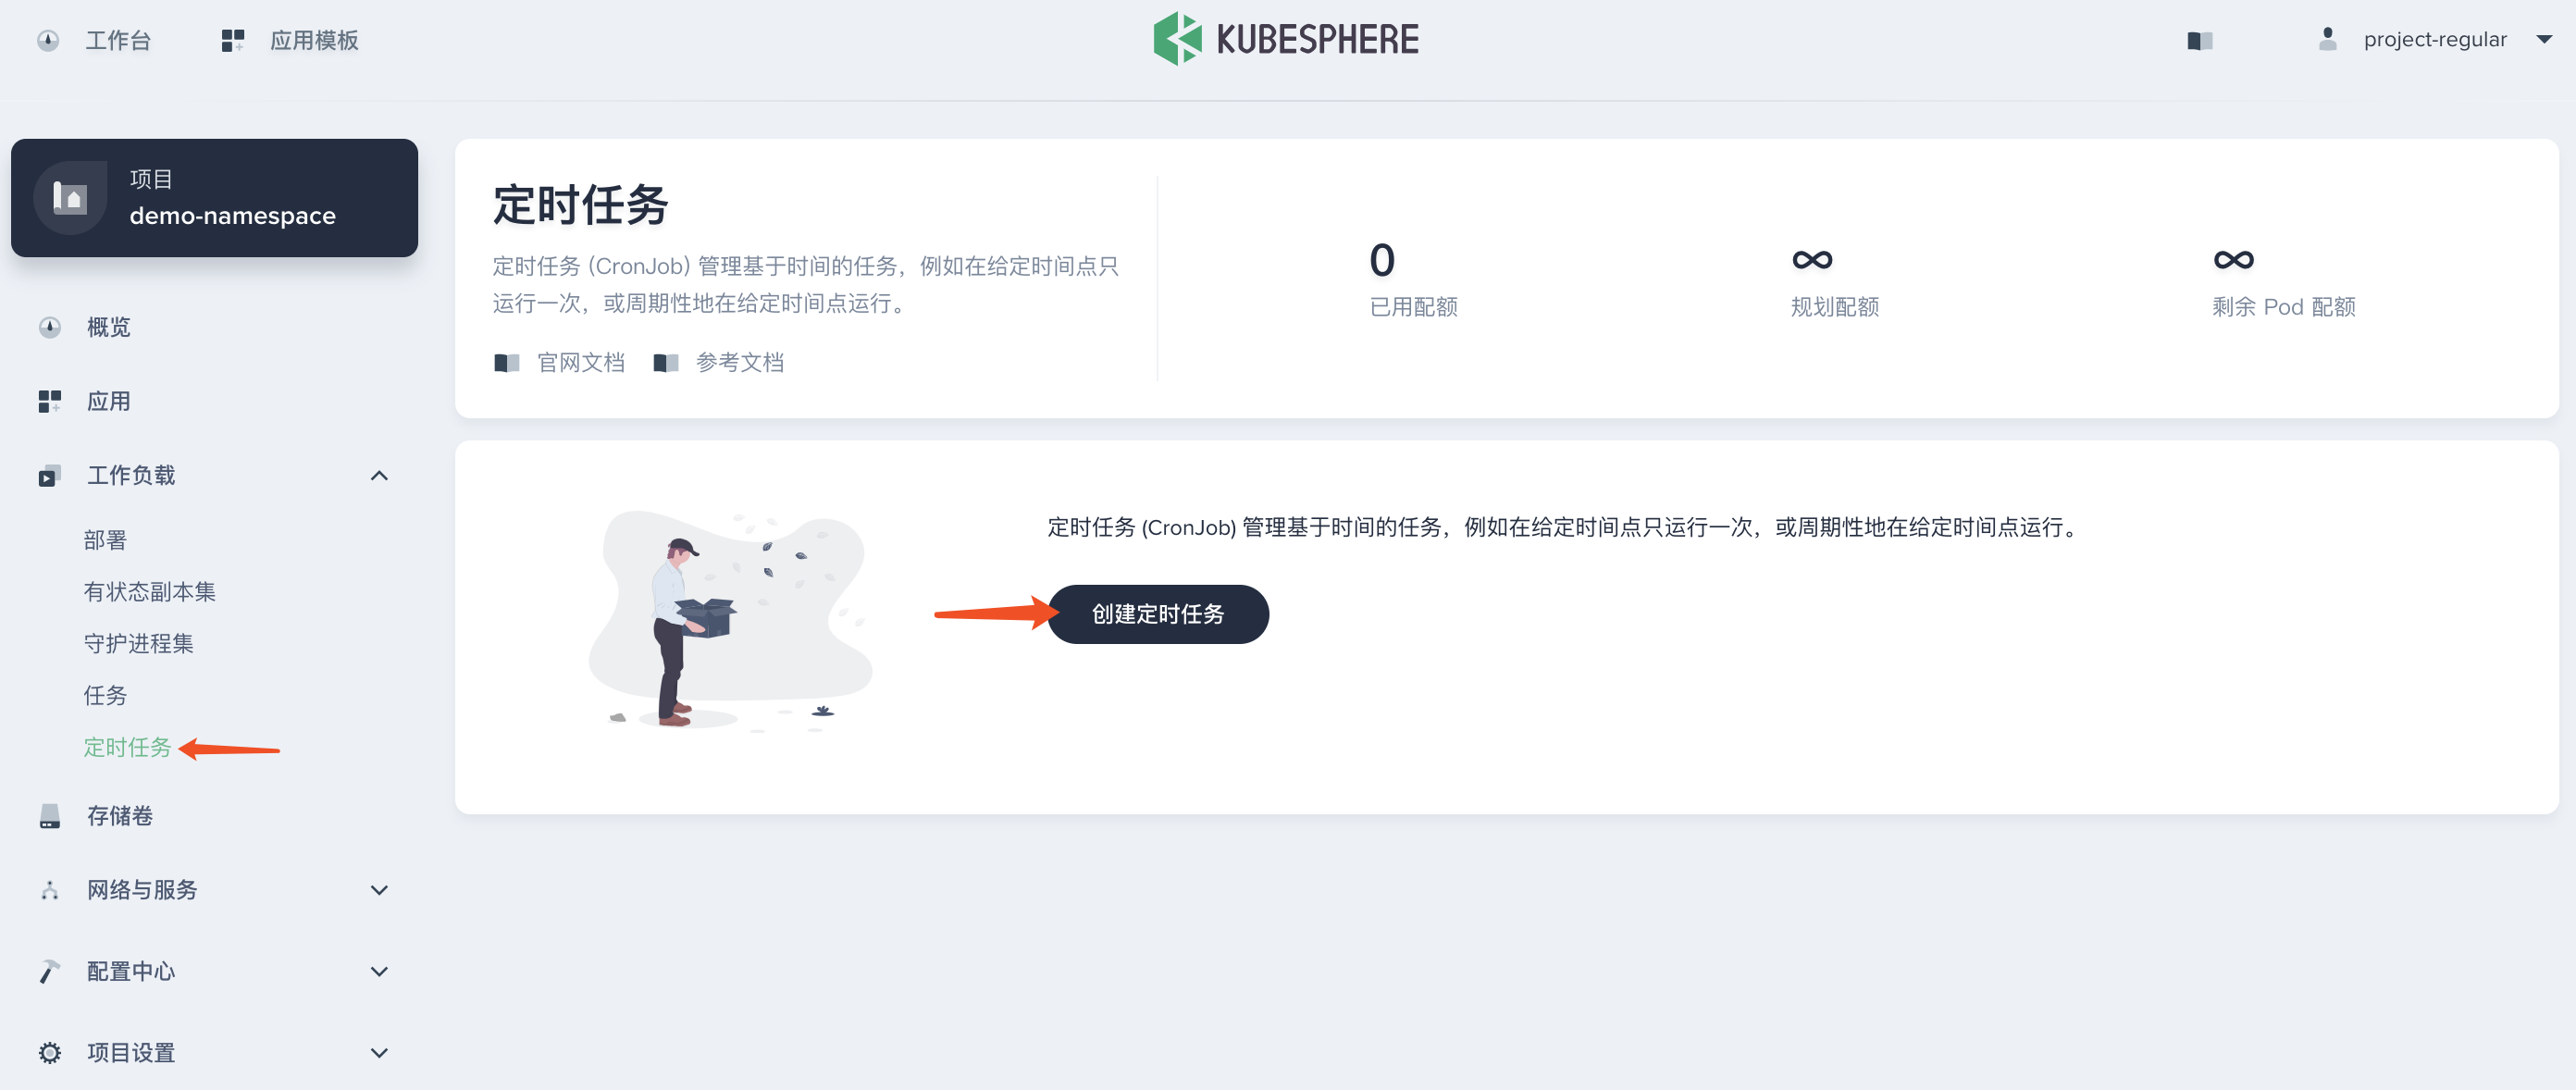 工作台
应用模板
KUBESPHERE
project-regular
项目
demo-namespace
概览
应用
工作负载
部署
有状态副本集
守护进程集
任务
定时任务
存储卷
网络与服务
配置中心
项目设置
定时任务
定时任务 (CronJob) 管理基于时间的任务，例如在给定时间点只
运行一次，或周期性地在给定时间点运行。
官网文档
参考文档
0
已用配额
∞
规划配额
∞
剩余 Pod 配额
定时任务 (CronJob) 管理基于时间的任务，例如在给定时间点只运行一次，或周期性地在给定时间点运行。
创建定时任务